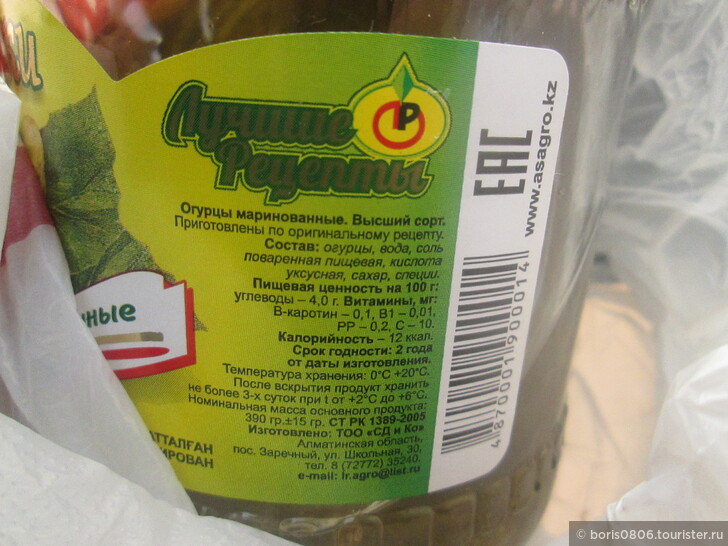 Лучшие
Рецепты
Огурцы маринованные. Высший сорт.
Приготовлены по оригинальному рецепту.
Состав: огурцы, вода, соль
поваренная пищевая, кислота
уксусная, сахар, специи.
Пищевая ценность на 100 г:
углеводы – 4,0 г. Витамины, мг:
В-каротин – 0,1, В1 – 0,01,
РР – 0,2, С – 10.
Калорийность – 12 ккал.
Срок годности: 2 года
от даты изготовления.
Температура хранения: 0°С +20°С.
После вскрытия продукт хранить
не более 3-х суток при t от +2°С до +6°С.
Номинальная масса основного продукта:
390 гр.±15 гр. СТ РК 1389-2005
Изготовлено: ТОО «СД и Ко»
Алматинская область,
пос. Заречный, ул. Школьная, 30,
тел. 8 (72772) 35240,
e-mail: lr.agro@list.ru
ЕАС
www.asagro.kz
4870001900014
© boris0806.tourister.ru